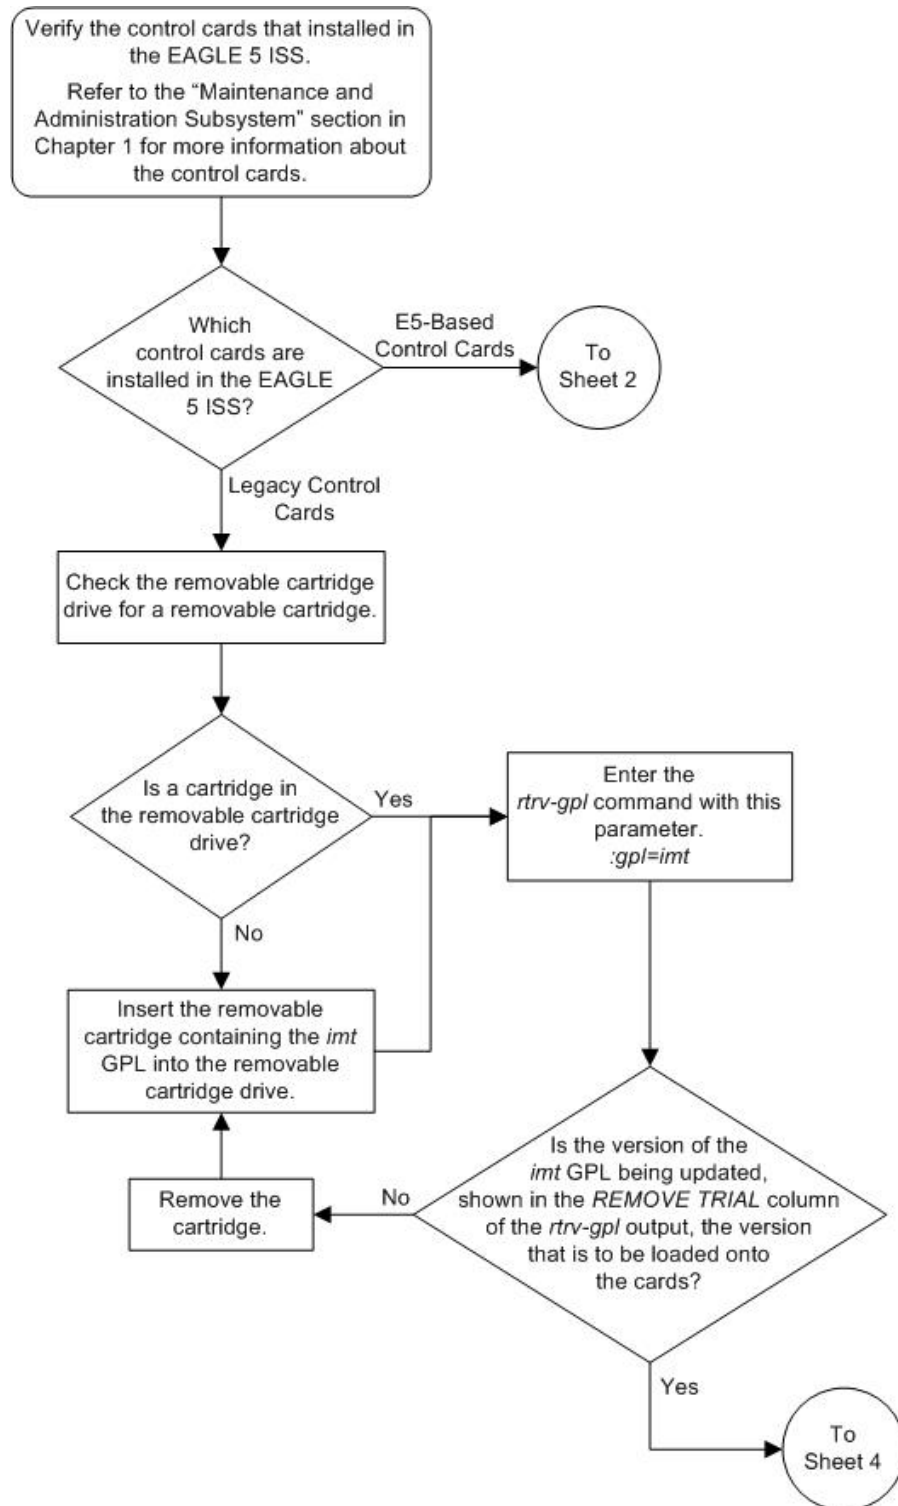 Verify the control cards that installed in
the EAGLE 5 ISS.
Refer to the “Maintenance and
Administration Subsystem” section in
Chapter 1 for more information about
the control cards.
Which
control cards are
installed in the EAGLE
5 ISS?
E5-Based
Control Cards
To
Sheet 2
Legacy Control
Cards
Check the removable cartridge
drive for a removable cartridge.
Is a cartridge in
the removable cartridge
drive?
Yes
Enter the
rtrv-gpl command with this
parameter.
:gpl=imt
No
Insert the removable
cartridge containing the imt
GPL into the removable
cartridge drive.
Is the version of the
imt GPL being updated,
shown in the REMOVE TRIAL column
of the rtrv-gpl output, the version
that is to be loaded onto
the cards?
No
Remove the
cartridge.
Yes
To
Sheet 4